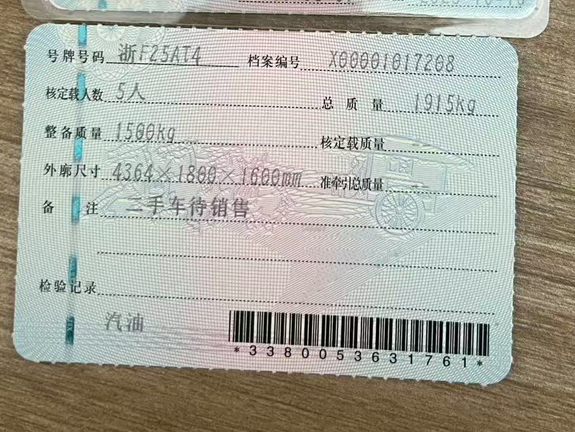 号牌号码 浙F25AT4 档案编号 X00001017208
核定载人数 5人 总质量 1915kg
整备质量 1500kg 核定载质量
外廓尺寸 4364×1800×1600mm 准牵引总质量
备注 二手车待销售
检验记录
汽油
*3380053631761*